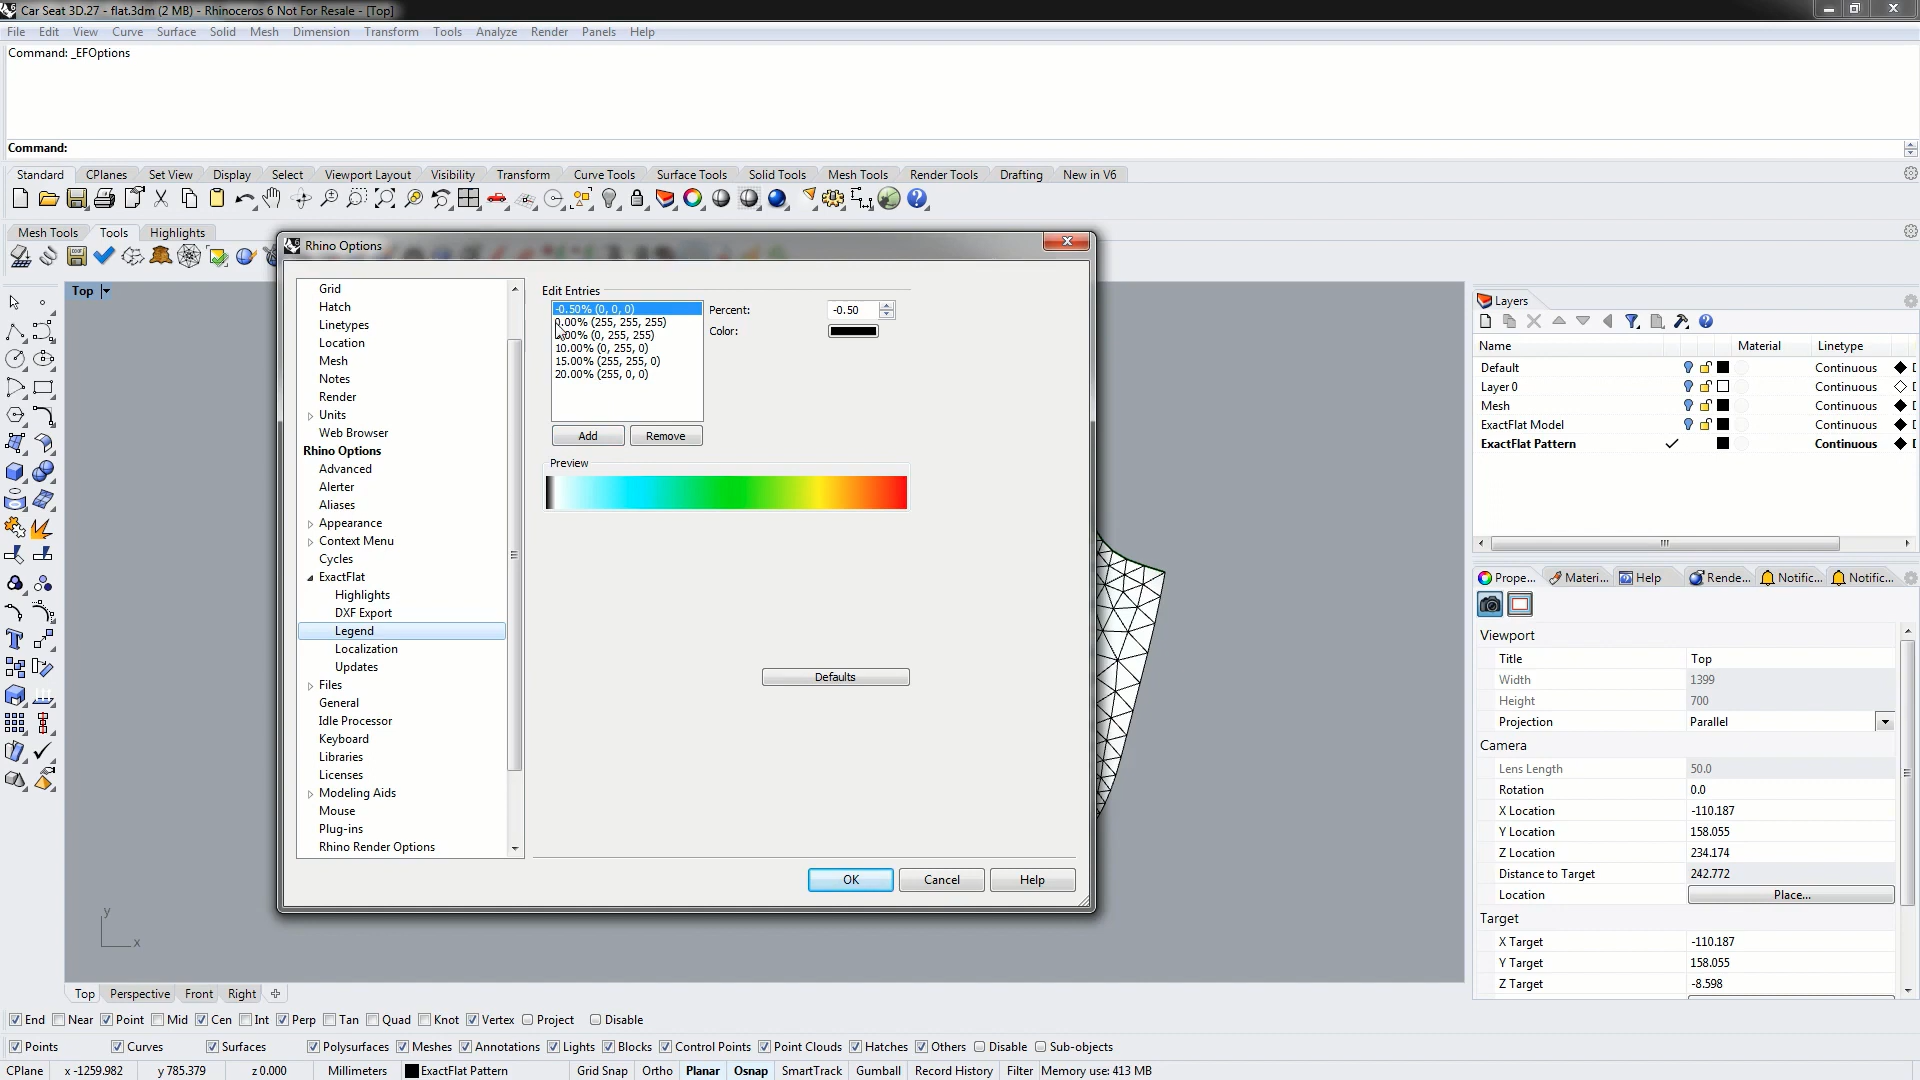 Car Seat 3D.27 - flat.3dm (2 MB) - Rhinoceros 6 Not For Resale - [Top]
File Edit View Curve Surface Solid Mesh Dimension Transform Tools Analyze Render Panels Help
Command: _EFOptions
Command:
Standard CPlanes Set View Display Select Viewport Layout Visibility Transform Curve Tools Surface Tools Solid Tools Mesh Tools Render Tools Drafting New in V6
Mesh Tools Tools Highlights
Top
Rhino Options
Grid
Hatch
Linetypes
Location
Mesh
Notes
Render
Units
Web Browser
Rhino Options
Advanced
Alerter
Aliases
Appearance
Context Menu
Cycles
ExactFlat
Highlights
DXF Export
Legend
Localization
Updates
Files
General
Idle Processor
Keyboard
Libraries
Licenses
Modeling Aids
Mouse
Plug-ins
Rhino Render Options
Edit Entries
-0.50% (0, 0, 0)
0.00% (255, 255, 255)
.00% (0, 255, 255)
10.00% (0, 255, 0)
15.00% (255, 255, 0)
20.00% (255, 0, 0)
Percent: -0.50
Color:
Add Remove
Preview
Defaults
OK Cancel Help
Layers
Name Material Linetype
Default Continuous
Layer 0 Continuous
Mesh Continuous
ExactFlat Model Continuous
ExactFlat Pattern Continuous
Prope... Materi... Help Rende... Notific... Notific...
Viewport
Title Top
Width 1399
Height 700
Projection Parallel
Camera
Lens Length 50.0
Rotation 0.0
X Location -110.187
Y Location 158.055
Z Location 234.174
Distance to Target 242.772
Location Place...
Target
X Target -110.187
Y Target 158.055
Z Target -8.598
y
x
Top Perspective Front Right
End Near Point Mid Cen Int Perp Tan Quad Knot Vertex Project Disable
Points Curves Surfaces Polysurfaces Meshes Annotations Lights Blocks Control Points Point Clouds Hatches Others Disable Sub-objects
CPlane x -1259.982 y 785.379 z 0.000 Millimeters ExactFlat Pattern Grid Snap Ortho Planar Osnap SmartTrack Gumball Record History Filter Memory use: 413 MB